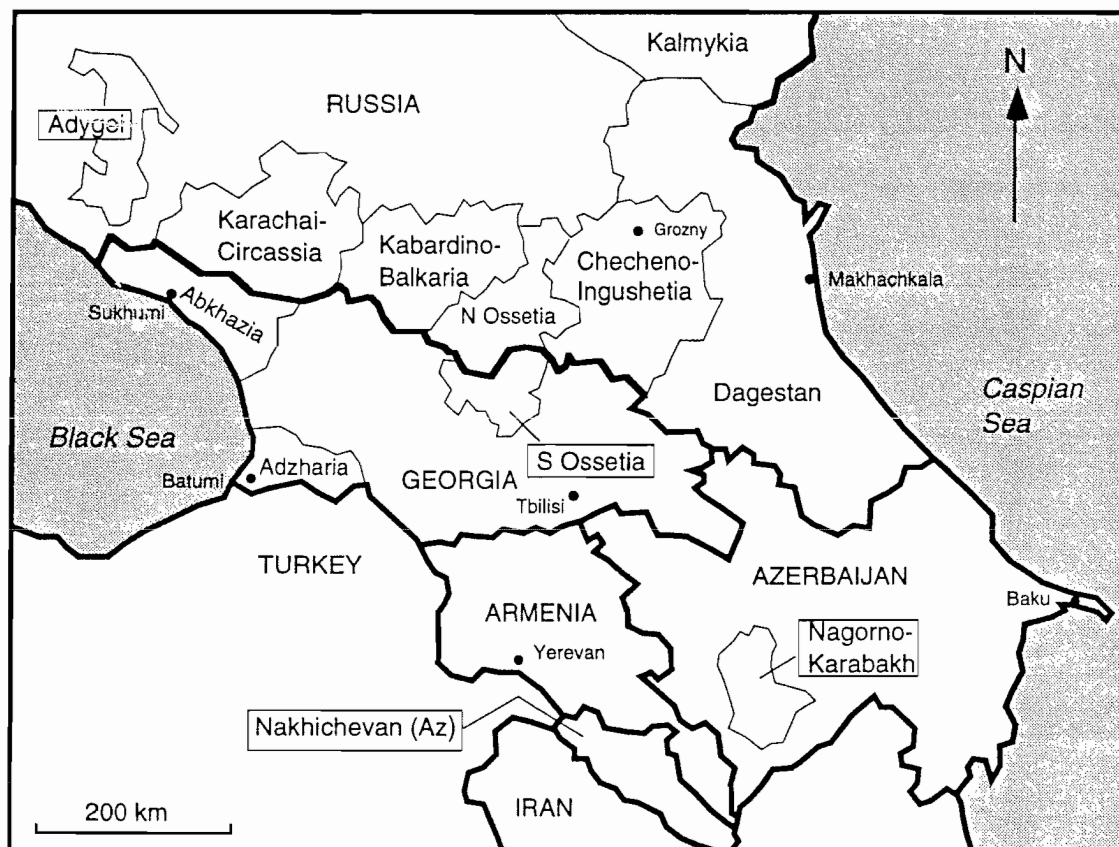 Kalmykia
N
RUSSIA
Adygei
Karachai-
Circassia
Kabardino-
Balkaria
Grozny
Checheno-
Ingushetia
Makhachkala
N Ossetia
Sukhumi
Abkhazia
Dagestan
Caspian
Sea
Black Sea
S Ossetia
Adzharia
Batumi
GEORGIA
Tbilisi
TURKEY
AZERBAIJAN
ARMENIA
Baku
Nagorno-
Karabakh
Yerevan
Nakhichevan (Az)
IRAN
200 km